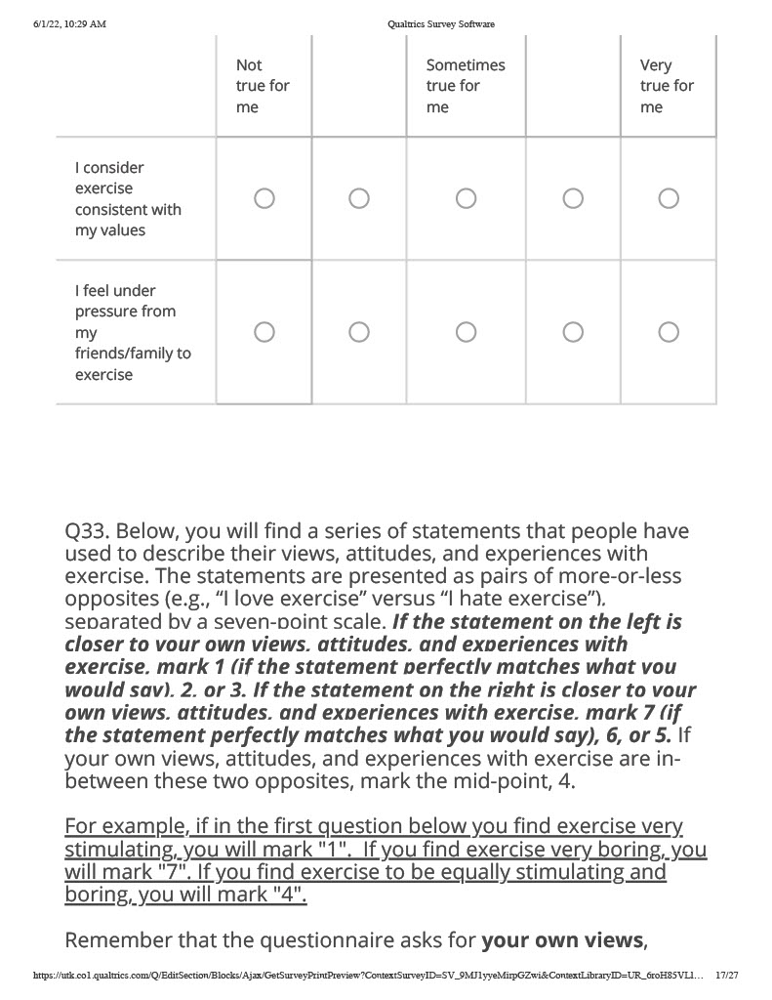 6/1/22, 10:29 AM Qualtrics Survey Software
Not Sometimes Very
true for true for true for
me me me
I consider
exercise
consistent with
my values
I feel under
pressure from
my
friends/family to
exercise
Q33. Below, you will find a series of statements that people have
used to describe their views, attitudes, and experiences with
exercise. The statements are presented as pairs of more-or-less
opposites (e.g., “I love exercise” versus “I hate exercise”),
separated by a seven-point scale. If the statement on the left is
closer to your own views, attitudes, and experiences with
exercise, mark 1 (if the statement perfectly matches what you
would say), 2, or 3. If the statement on the right is closer to your
own views, attitudes, and experiences with exercise, mark 7 (if
the statement perfectly matches what you would say), 6, or 5. If
your own views, attitudes, and experiences with exercise are in-
between these two opposites, mark the mid-point, 4.
For example, if in the first question below you find exercise very
stimulating, you will mark "1". If you find exercise very boring, you
will mark "7". If you find exercise to be equally stimulating and
boring, you will mark "4".
Remember that the questionnaire asks for your own views,
https://utk.co1.qualtrics.com/Q/EditSection/Blocks/Ajax/GetSurveyPrintPreview?ContextSurveyID=SV_9MJ1yyeMirpGZwi&ContextLibraryID=UR_6roH85VL1… 17/27